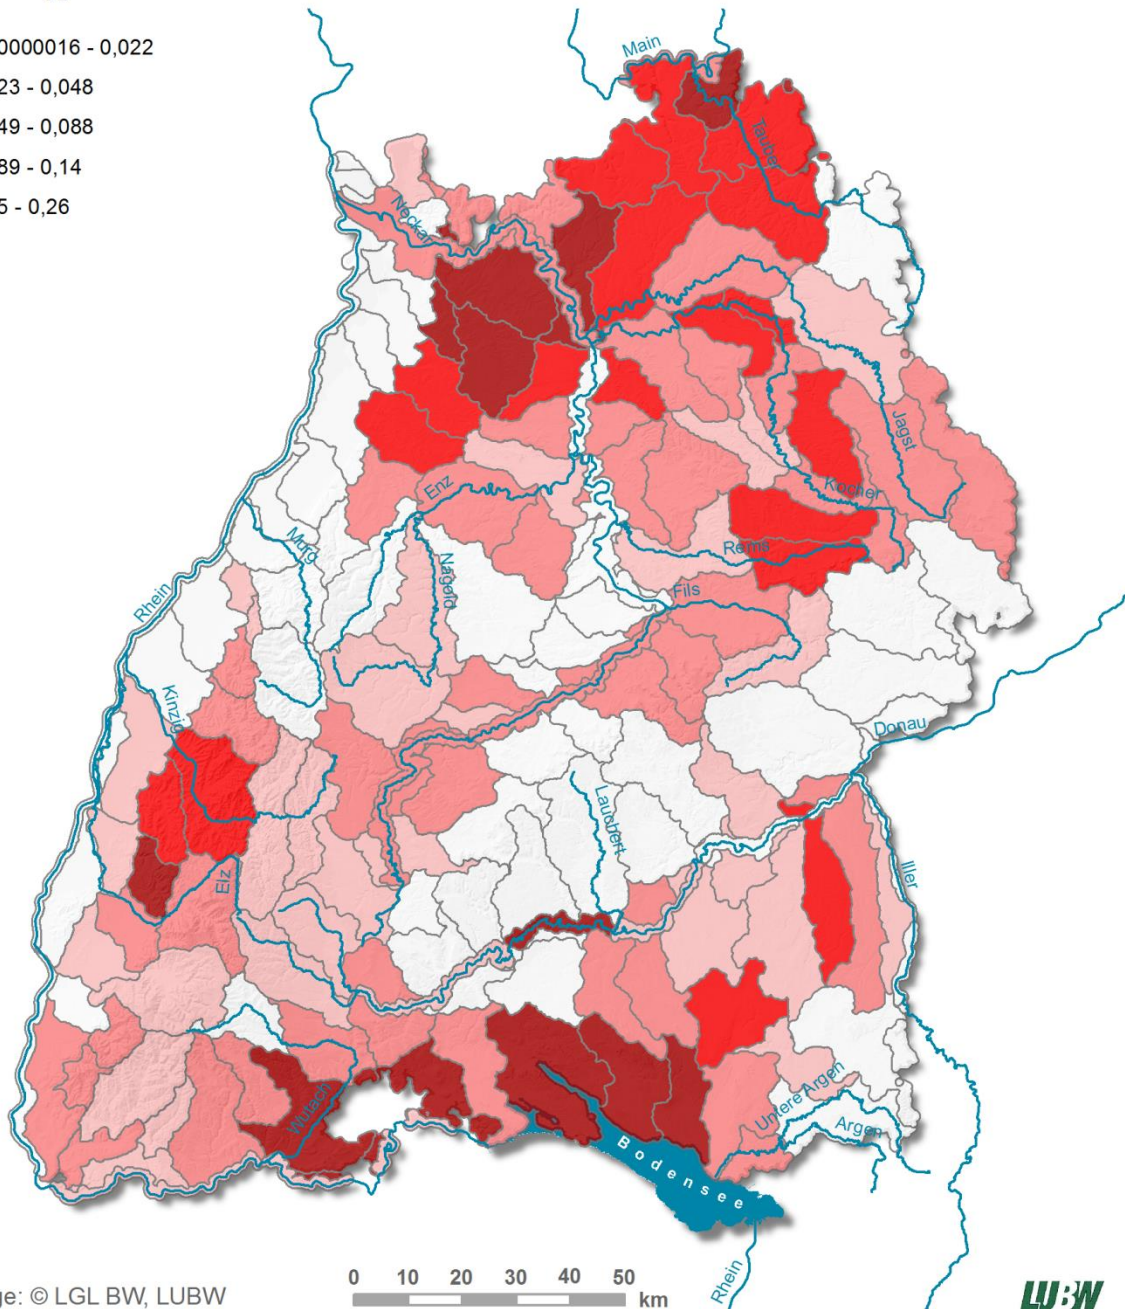 0000016 - 0,022
23 - 0,048
49 - 0,088
89 - 0,14
5 - 0,26
Main
Tauber
Neckar
Jagst
Kocher
Enz
Murg
Nagold
Rems
Rhein
Fils
Kinzig
Donau
Lauchert
Iller
Elz
Wutach
Untere Argen
Argen
Bodensee
Rhein
ge: © LGL BW, LUBW
0 10 20 30 40 50
km
LUBW